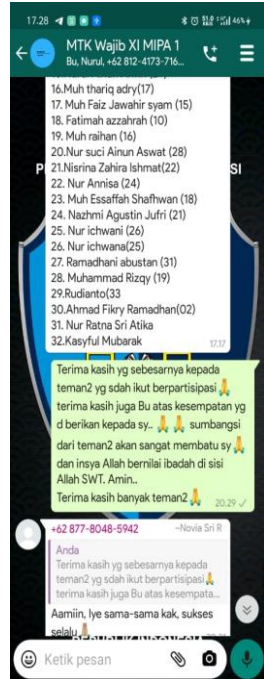 17.28
46%
MTK Wajib XI MIPA 1
Bu, Nurul, +62 812-4173-716...
16.Muh thariq adry(17)
17. Muh Faiz Jawahir syam (15)
18. Fatimah azzahrah (10)
19. Muh raihan (16)
20.Nur suci Ainun Aswat (28)
21.Nisrina Zahira Ishmat(22)
22. Nur Annisa (24)
23. Muh Essaffah Shafhwan (18)
24. Nazhmi Agustin Jufri (21)
25. Nur ichwani (26)
26. Nur ichwana(25)
27. Ramadhani abustan (31)
28. Muhammad Rizqy (19)
29.Rudianto(33
30.Ahmad Fikry Ramadhan(02)
31. Nur Ratna Sri Atika
32.Kasyful Mubarak
17.17
P
SI
Terima kasih yg sebesarnya kepada
teman2 yg sdah ikut berpartisipasi🙏
terima kasih juga Bu atas kesempatan yg
d berikan kepada sy.. 🙏 🙏 sumbangsi
dari teman2 akan sangat membatu sy🙏
dan insya Allah bernilai ibadah di sisi
Allah SWT. Amin..
Terima kasih banyak teman2🙏
20.29
+62 877-8048-5942 ~Novia Sri R
Anda
Terima kasih yg sebesarnya kepada
teman2 yg sdah ikut berpartisipasi🙏
terima kasih juga Bu atas kesempata...
Aamiin, Iye sama-sama kak, sukses
selalu🙏
Ketik pesan